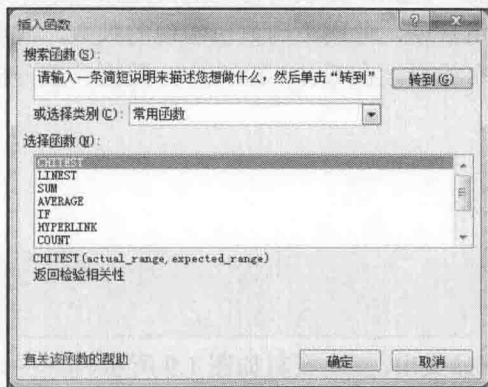 插入函数
搜索函数(S):
请输入一条简短说明来描述您想做什么，然后单击“转到”
转到(G)
或选择类别(C): 常用函数
选择函数(N):
CHITEST
LINEST
SUM
AVERAGE
IF
HYPERLINK
COUNT
CHITEST(actual_range,expected_range)
返回检验相关性
有关该函数的帮助
确定
取消